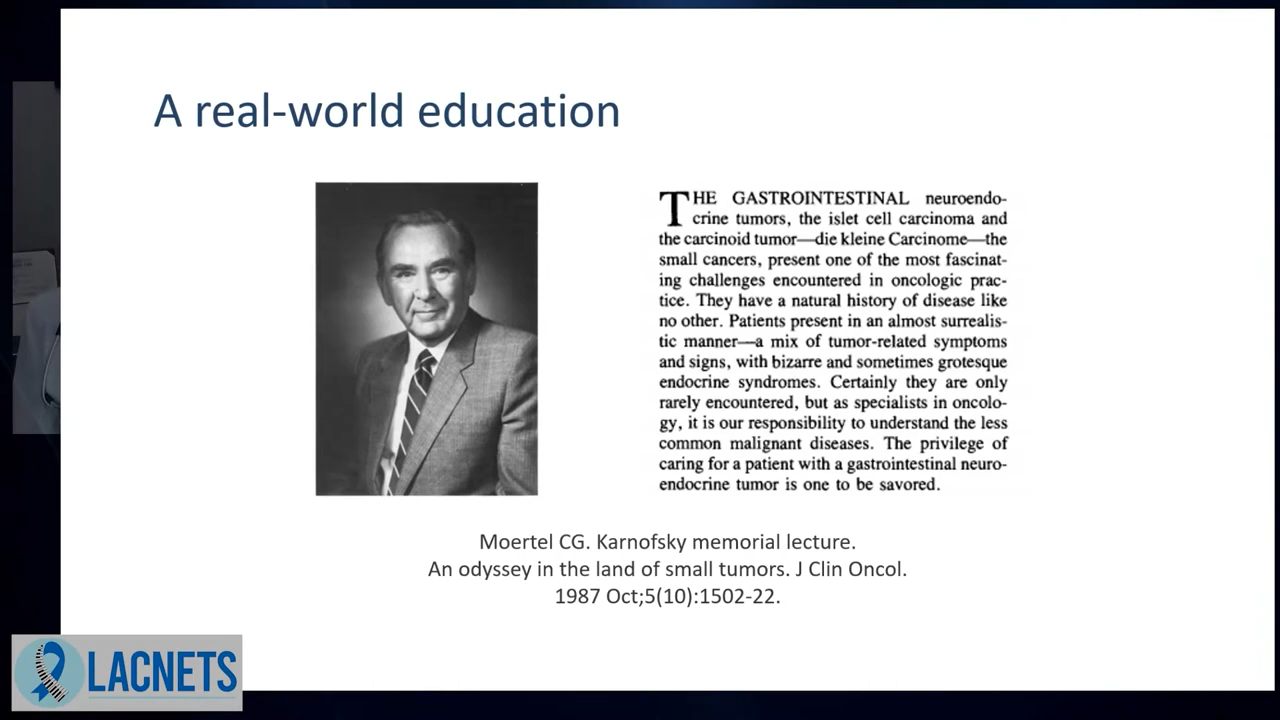 A real-world education
THE GASTROINTESTINAL neuroendo-
crine tumors, the islet cell carcinoma and
the carcinoid tumor—die kleine Carcinome—the
small cancers, present one of the most fascinat-
ing challenges encountered in oncologic prac-
tice. They have a natural history of disease like
no other. Patients present in an almost surrealis-
tic manner—a mix of tumor-related symptoms
and signs, with bizarre and sometimes grotesque
endocrine syndromes. Certainly they are only
rarely encountered, but as specialists in oncolo-
gy, it is our responsibility to understand the less
common malignant diseases. The privilege of
caring for a patient with a gastrointestinal neuro-
endocrine tumor is one to be savored.
Moertel CG. Karnofsky memorial lecture.
An odyssey in the land of small tumors. J Clin Oncol.
1987 Oct;5(10):1502-22.
LACNETS